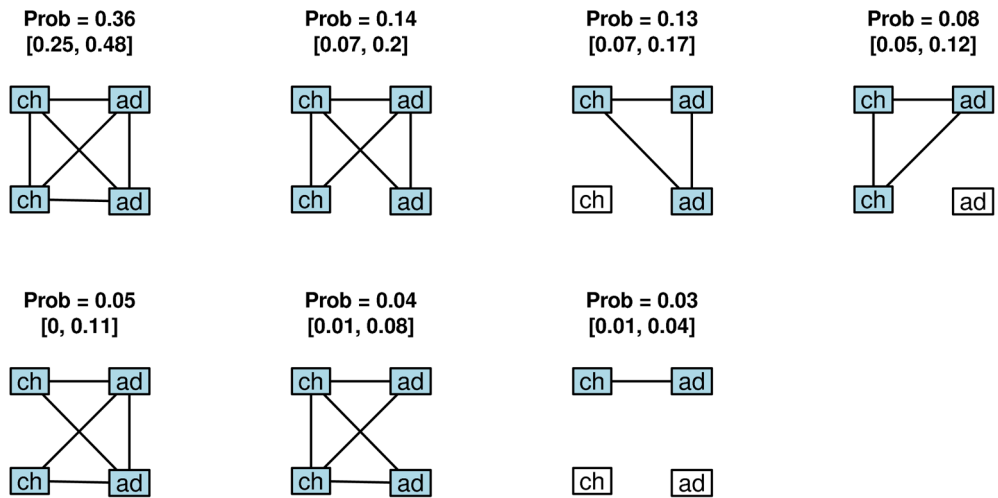 Prob = 0.36
[0.25, 0.48]
Prob = 0.14
[0.07, 0.2]
Prob = 0.13
[0.07, 0.17]
Prob = 0.08
[0.05, 0.12]
ch ad
ch ad
ch ad
ch ad
ch ad
ch ad
ch ad
ch ad
Prob = 0.05
[0, 0.11]
Prob = 0.04
[0.01, 0.08]
Prob = 0.03
[0.01, 0.04]
ch ad
ch ad
ch ad
ch ad
ch ad
ch ad